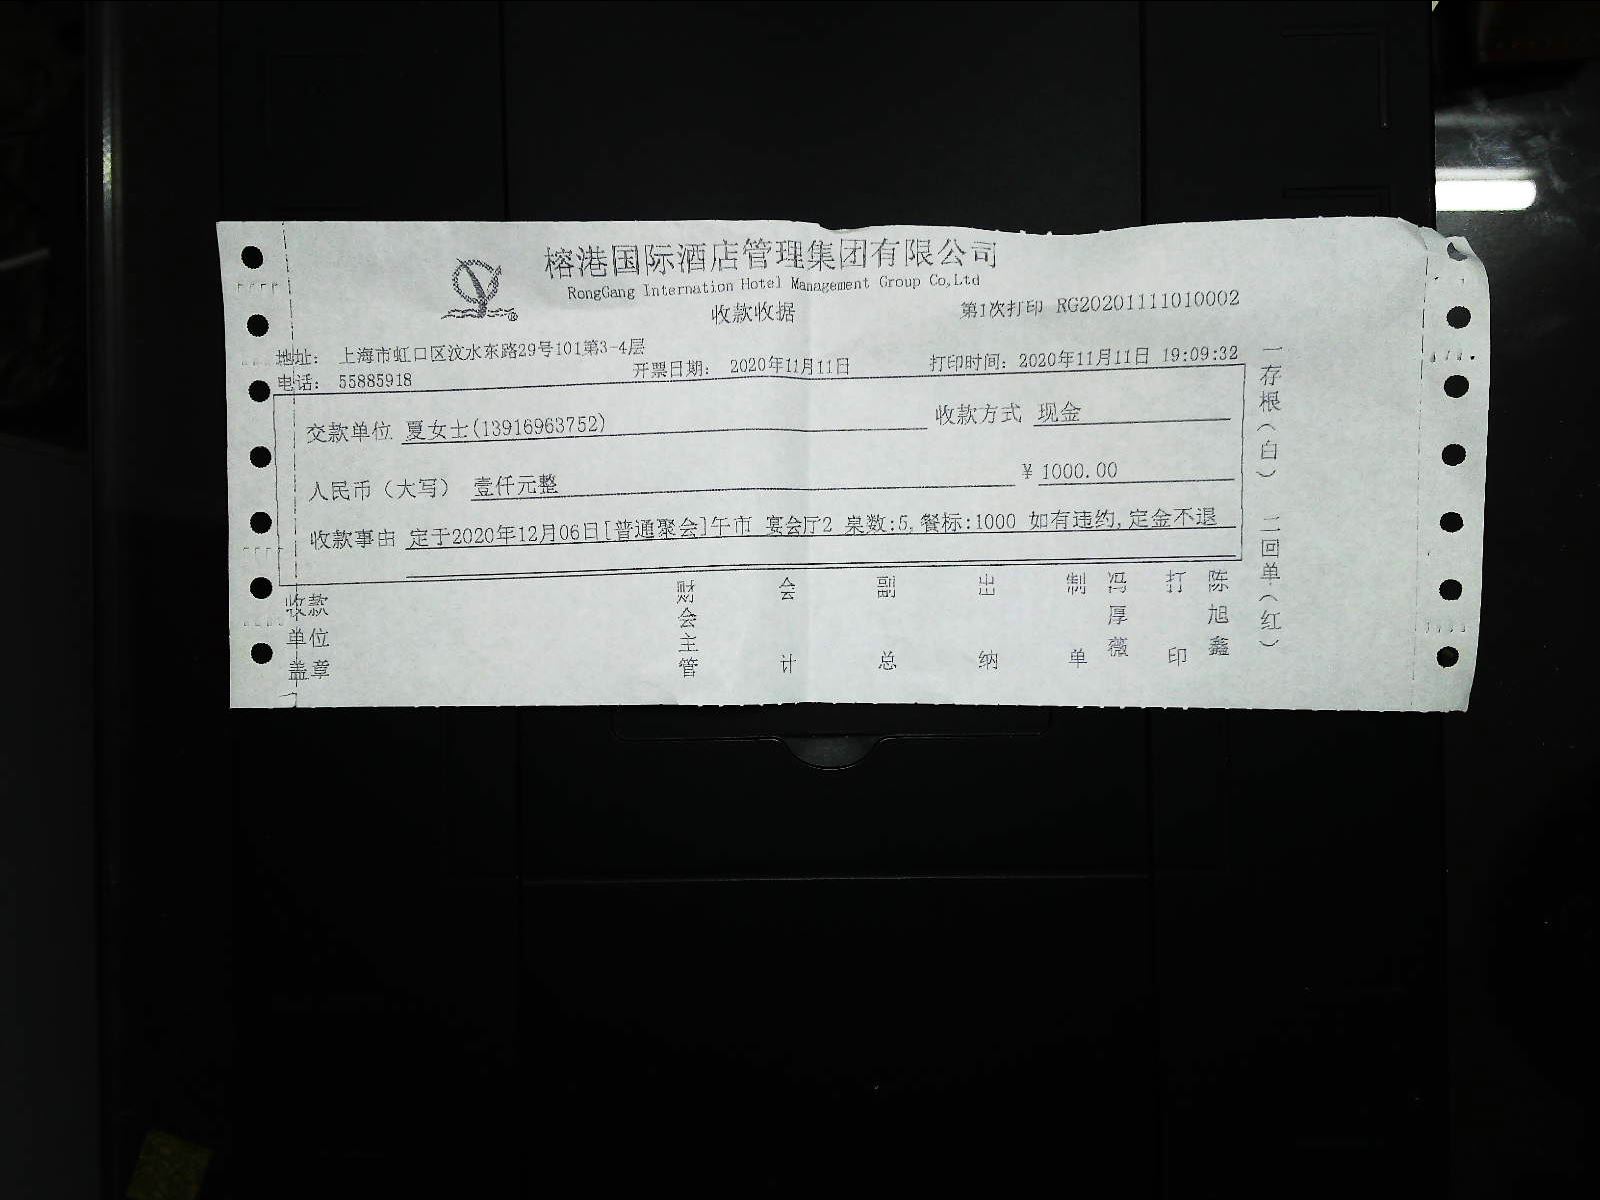 榕港国际酒店管理集团有限公司
RongGang Internation Hotel Management Group Co,Ltd
收款收据
第1次打印 RG20201111010002
地址： 上海市虹口区汶水东路29号101第3-4层
电话： 55885918
开票日期： 2020年11月11日
打印时间：2020年11月11日 19:09:32
交款单位 夏女士(13916963752)
收款方式 现金
人民币（大写） 壹仟元整
¥ 1000.00
收款事由 定于2020年12月06日[普通聚会]午市 宴会厅2 桌数:5,餐标:1000 如有违约,定金不退
收款单位盖章
财会主管
会计
副总
出纳
制单
冯厚薇
打印
陈旭鑫
一存根（白） 二回单（红）